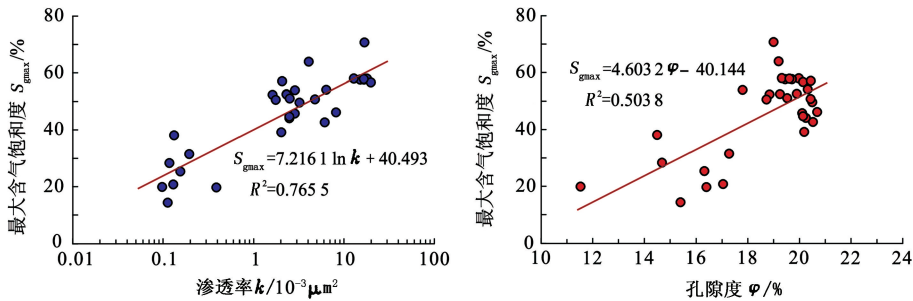 80
60
40
20
0
最大含气饱和度 Sgmax/%
Sgmax=7.216 1 ln k + 40.493
R²=0.765 5
0.01 0.1 1 10 100
渗透率k/10⁻³μm²
80
60
40
20
0
最大含气饱和度 Sgmax/%
Sgmax=4.603 2φ− 40.144
R²=0.503 8
10 12 14 16 18 20 22 24
孔隙度 φ/%